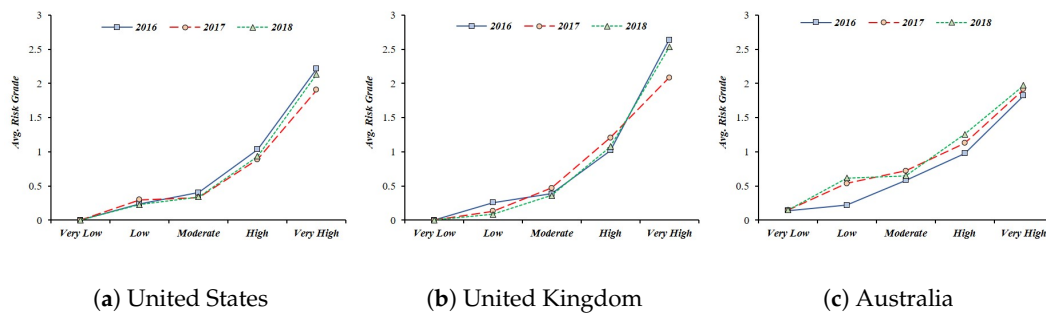 2016 2017 2018
3
2.5
2
1.5
1
0.5
0
Avg. Risk Grade
Very Low Low Moderate High Very High
(a) United States
2016 2017 2018
3
2.5
2
1.5
1
0.5
0
Avg. Risk Grade
Very Low Low Moderate High Very High
(b) United Kingdom
2016 2017 2018
3
2.5
2
1.5
1
0.5
0
Avg. Risk Grade
Very Low Low Moderate High Very High
(c) Australia